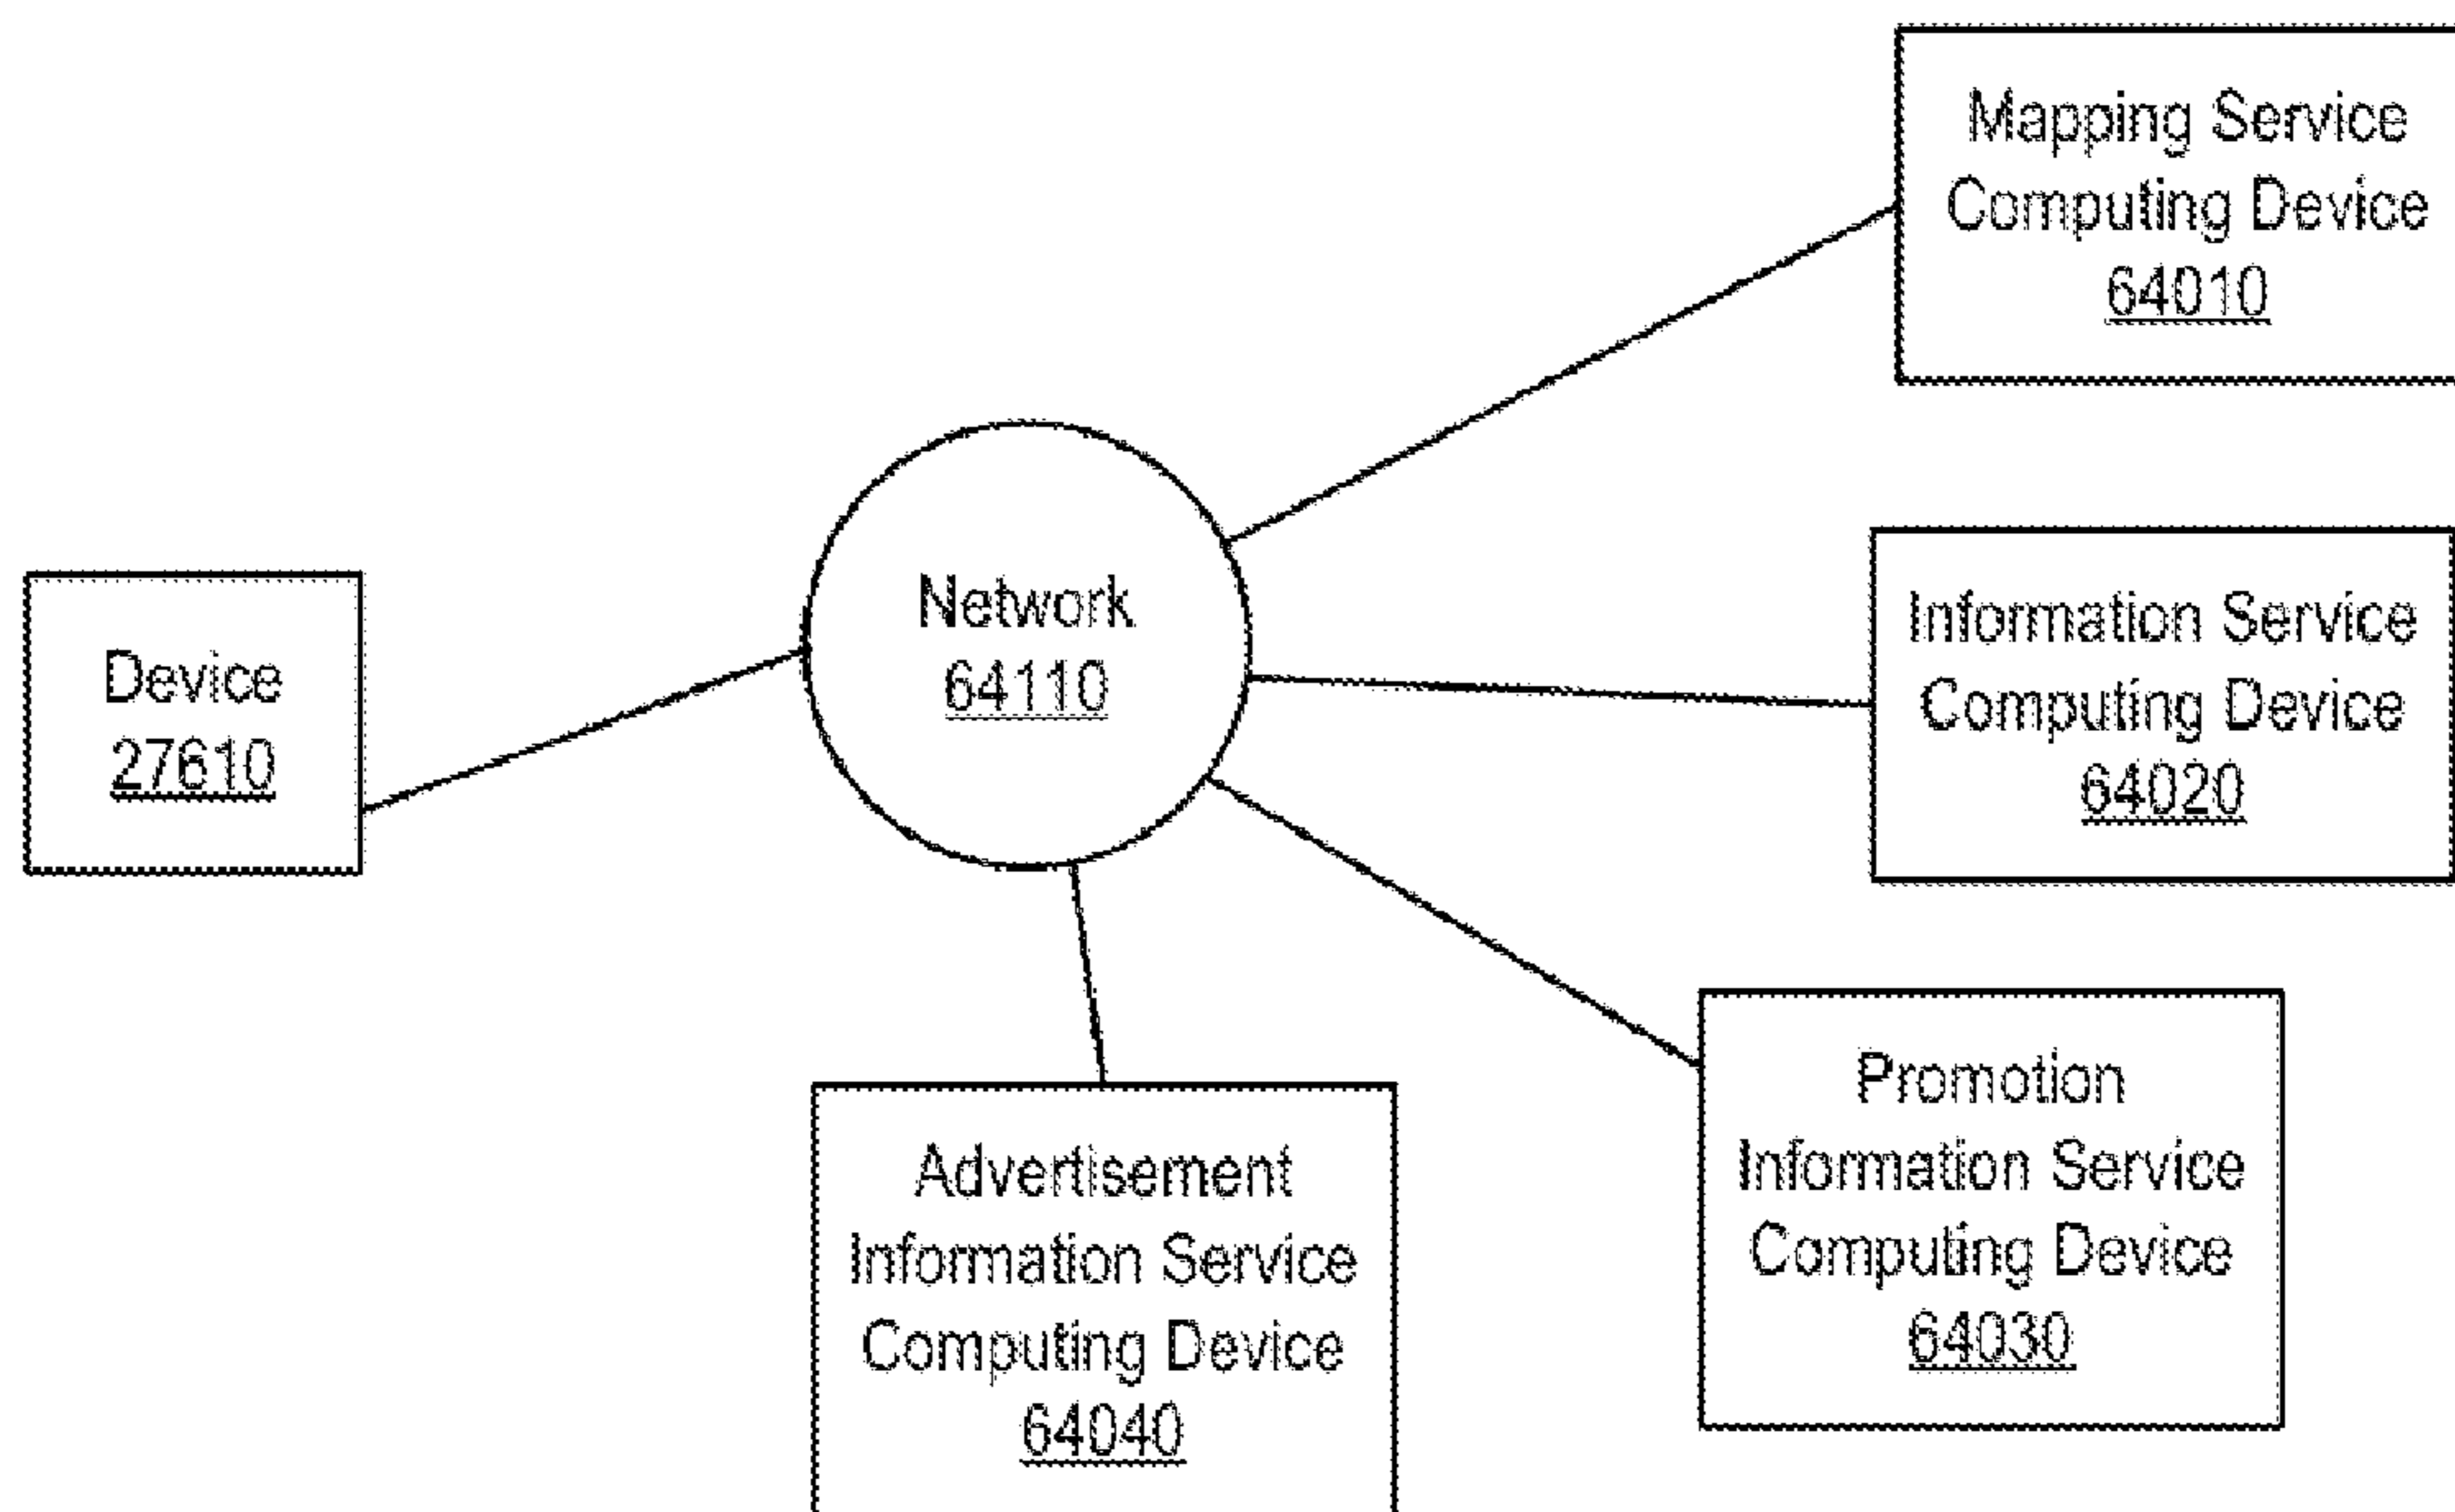 Mapping Service
Computing Device
64010
Network
64110
Information Service
Computing Device
64020
Device
27610
Promotion
Information Service
Computing Device
64030
Advertisement
Information Service
Computing Device
64040